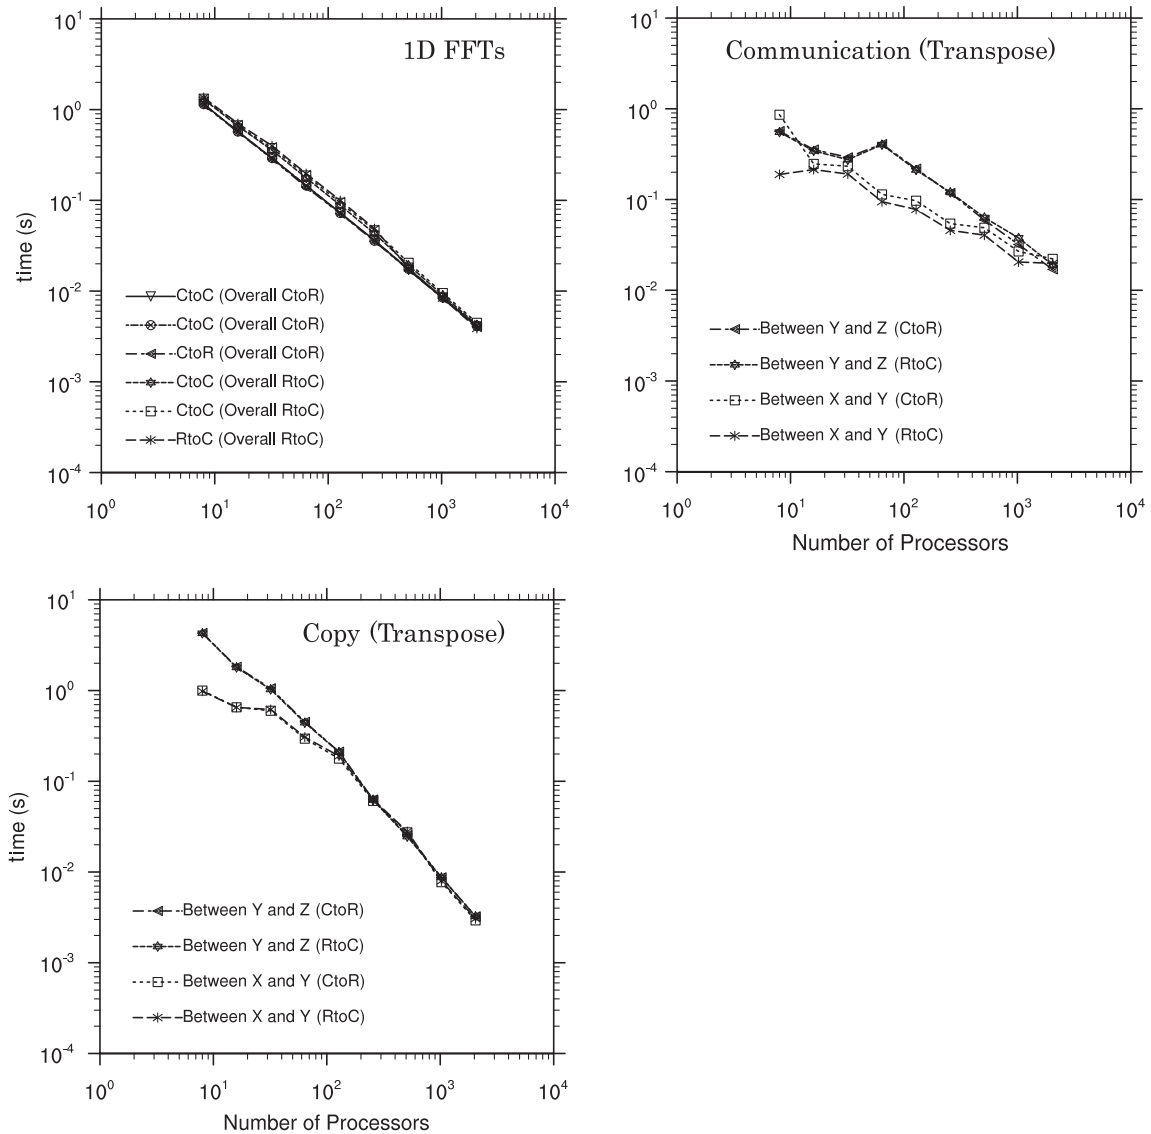 1D FFTs
10^1
10^0
10^-1
10^-2
10^-3
10^-4
time (s)
CtoC (Overall CtoR)
CtoC (Overall CtoR)
CtoR (Overall CtoR)
CtoC (Overall RtoC)
CtoC (Overall RtoC)
RtoC (Overall RtoC)
10^0 10^1 10^2 10^3 10^4
Communication (Transpose)
10^1
10^0
10^-1
10^-2
10^-3
10^-4
Between Y and Z (CtoR)
Between Y and Z (RtoC)
Between X and Y (CtoR)
Between X and Y (RtoC)
10^0 10^1 10^2 10^3 10^4
Number of Processors
Copy (Transpose)
10^1
10^0
10^-1
10^-2
10^-3
10^-4
time (s)
Between Y and Z (CtoR)
Between Y and Z (RtoC)
Between X and Y (CtoR)
Between X and Y (RtoC)
10^0 10^1 10^2 10^3 10^4
Number of Processors